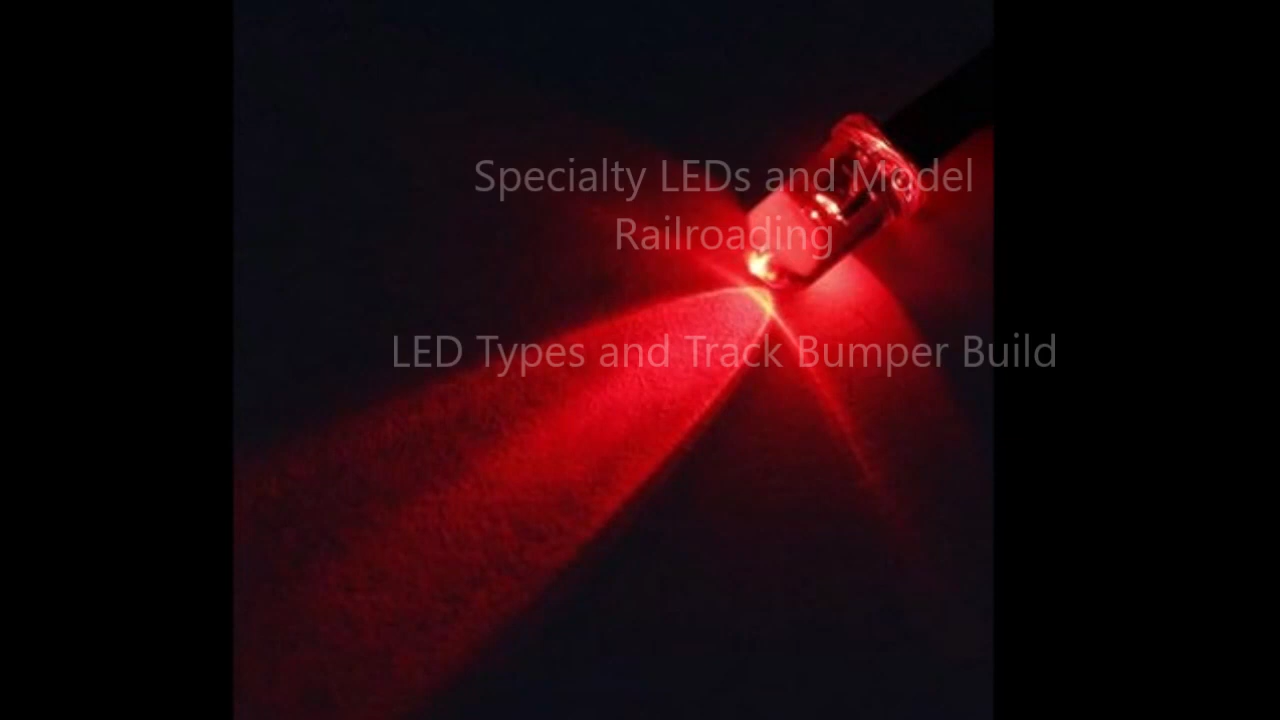 Specialty LEDs and Model
Railroading
LED Types and Track Bumper Build